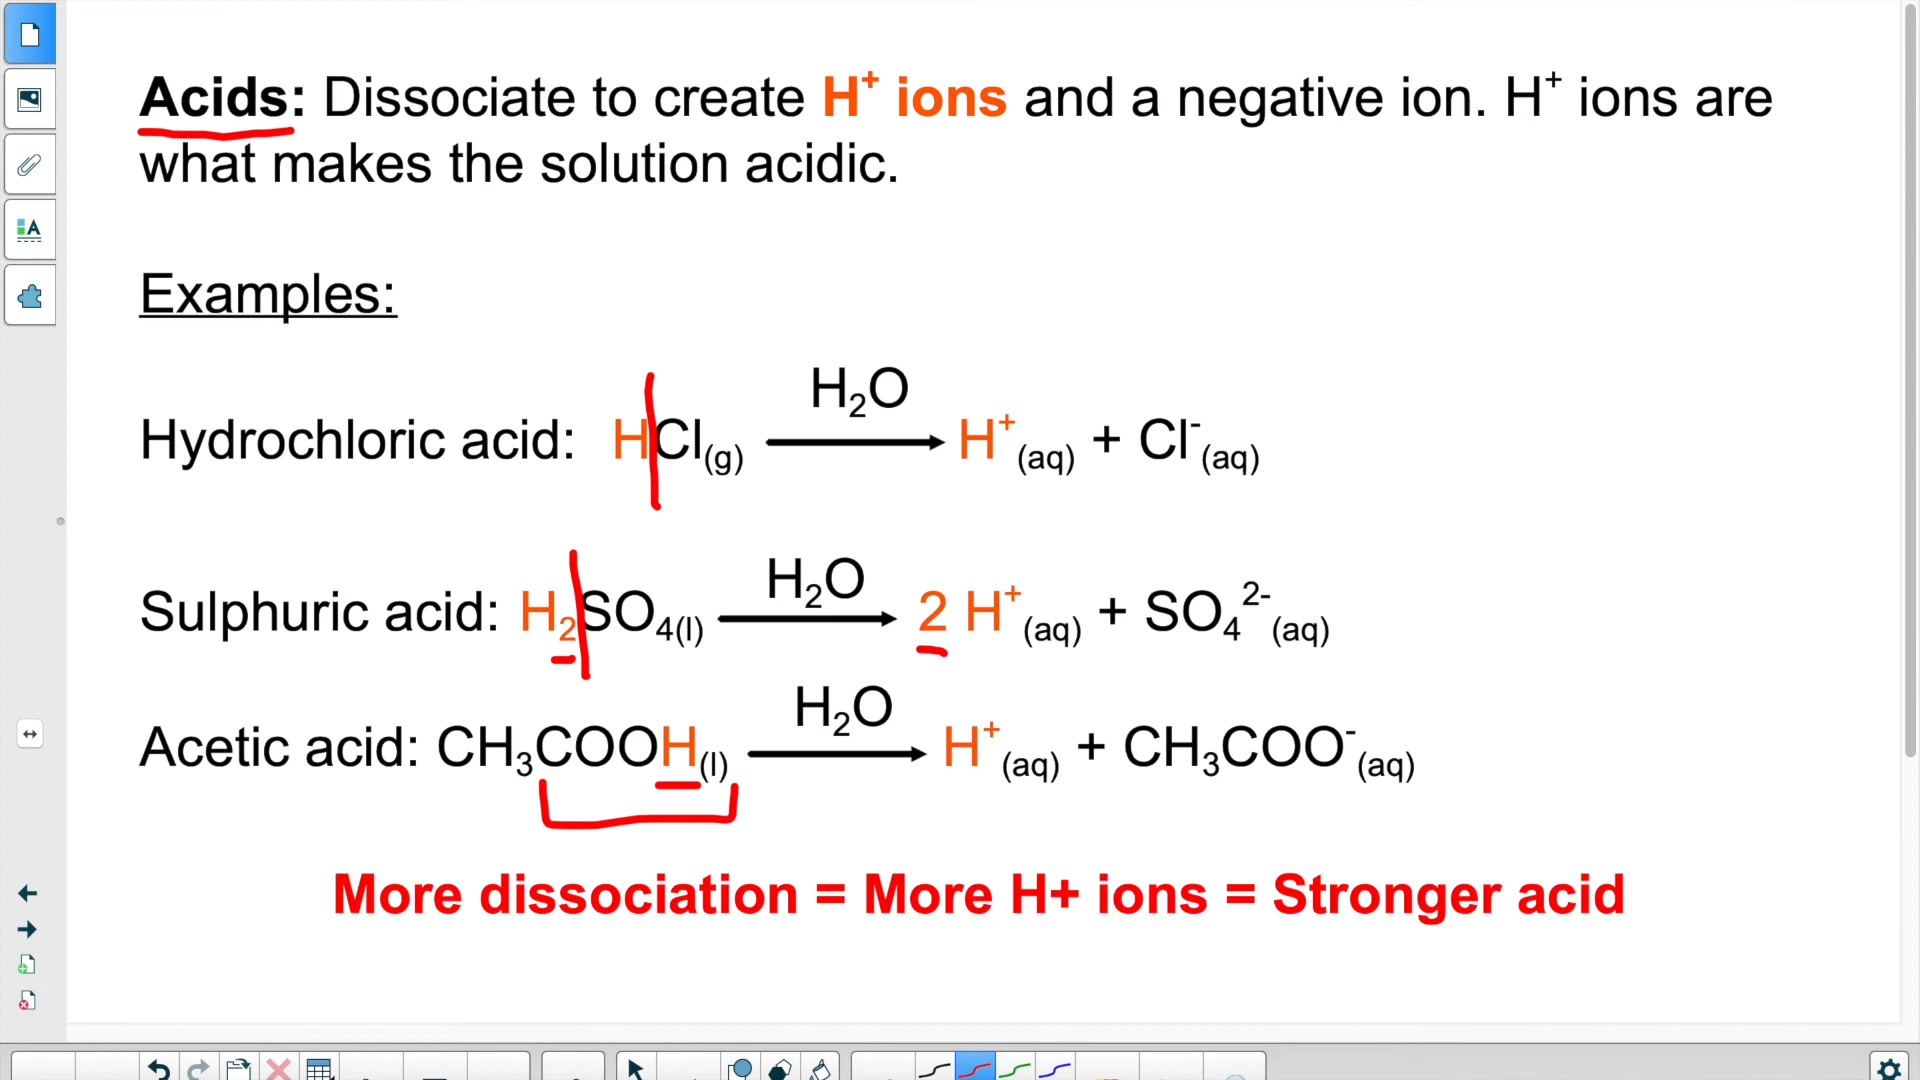 Acids: Dissociate to create H⁺ ions and a negative ion. H⁺ ions are
what makes the solution acidic.
Examples:
Hydrochloric acid: HCl₍g₎ H₂O H⁺(aq) + Cl⁻(aq)
Sulphuric acid: H₂SO₄(l) H₂O 2 H⁺(aq) + SO₄²⁻(aq)
Acetic acid: CH₃COOH(l) H₂O H⁺(aq) + CH₃COO⁻(aq)
More dissociation = More H+ ions = Stronger acid